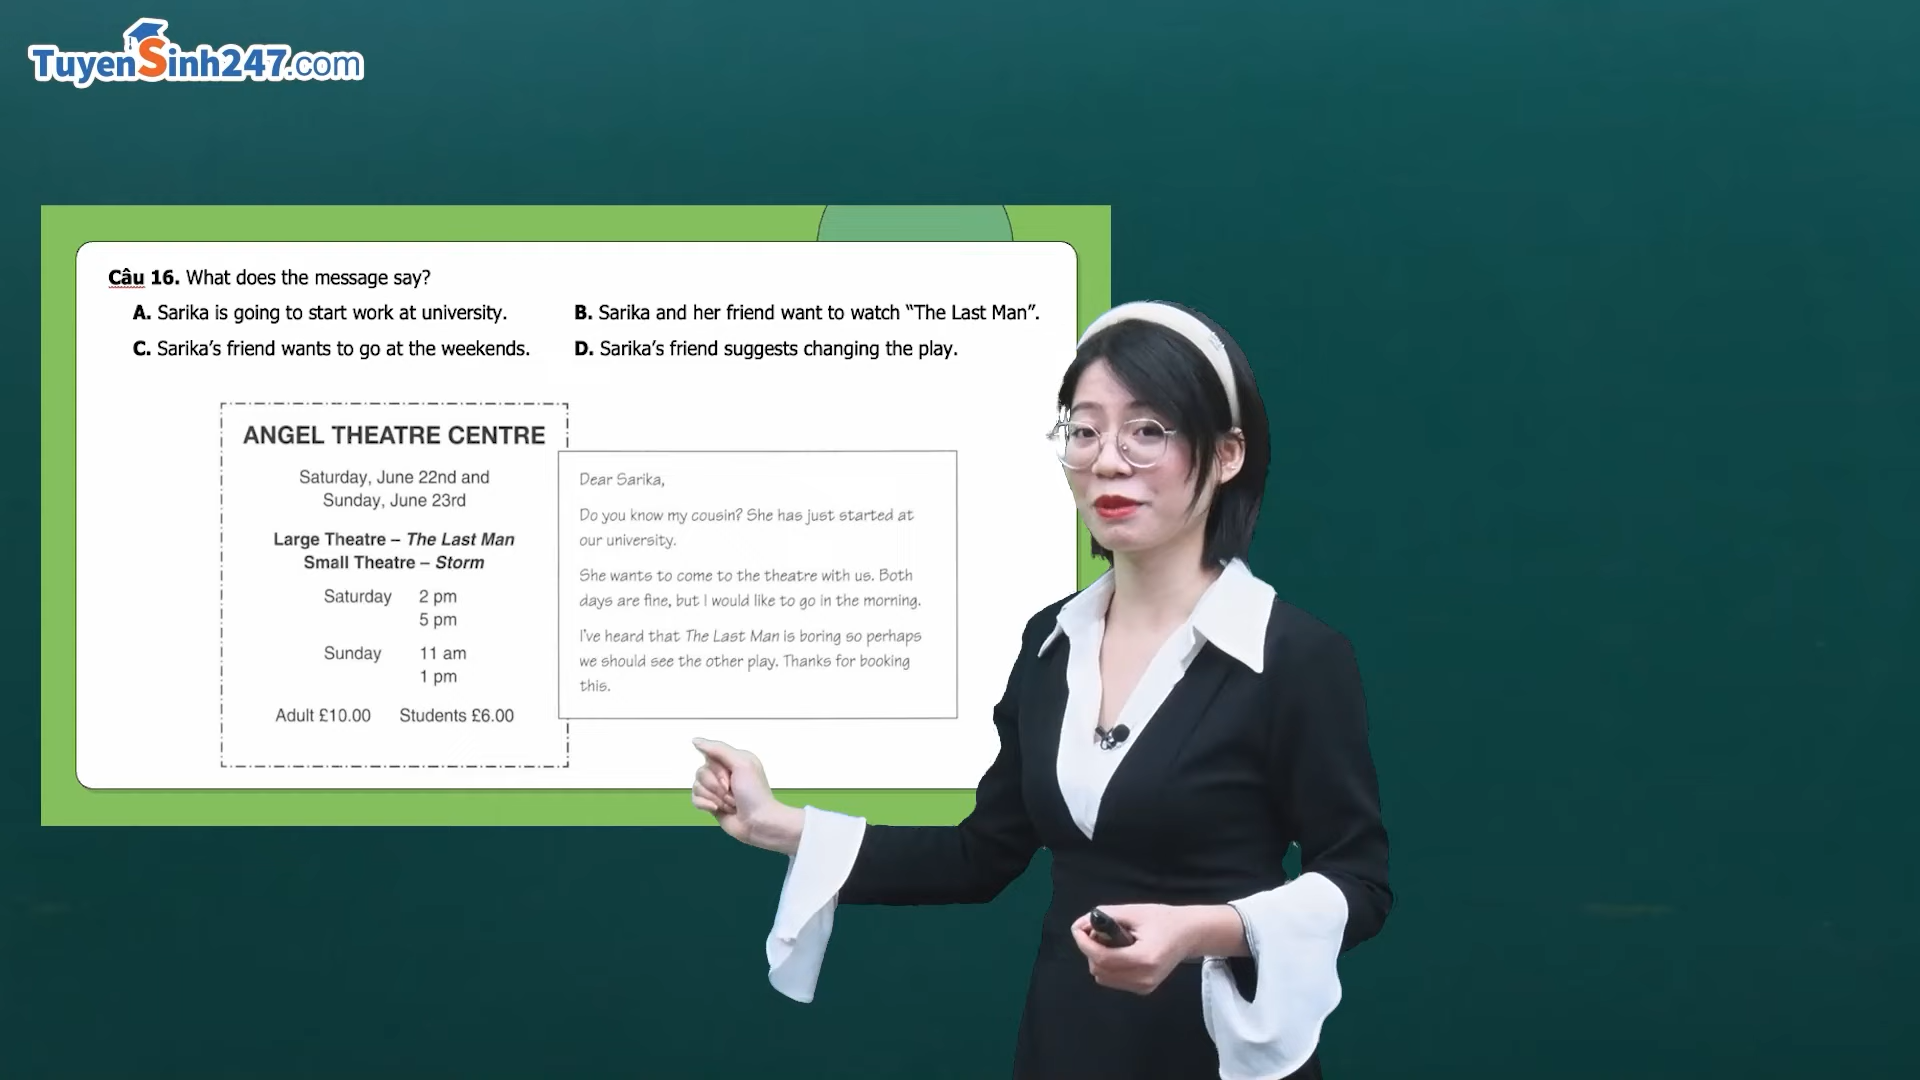 TuyenSinh247.com
Câu 16. What does the message say?
A. Sarika is going to start work at university.
B. Sarika and her friend want to watch “The Last Man”.
C. Sarika’s friend wants to go at the weekends.
D. Sarika’s friend suggests changing the play.
ANGEL THEATRE CENTRE
Saturday, June 22nd and
Sunday, June 23rd
Large Theatre – The Last Man
Small Theatre – Storm
Saturday 2 pm
5 pm
Sunday 11 am
1 pm
Adult £10.00 Students £6.00
Dear Sarika,
Do you know my cousin? She has just started at
our university.
She wants to come to the theatre with us. Both
days are fine, but I would like to go in the morning.
I’ve heard that The Last Man is boring so perhaps
we should see the other play. Thanks for booking
this.